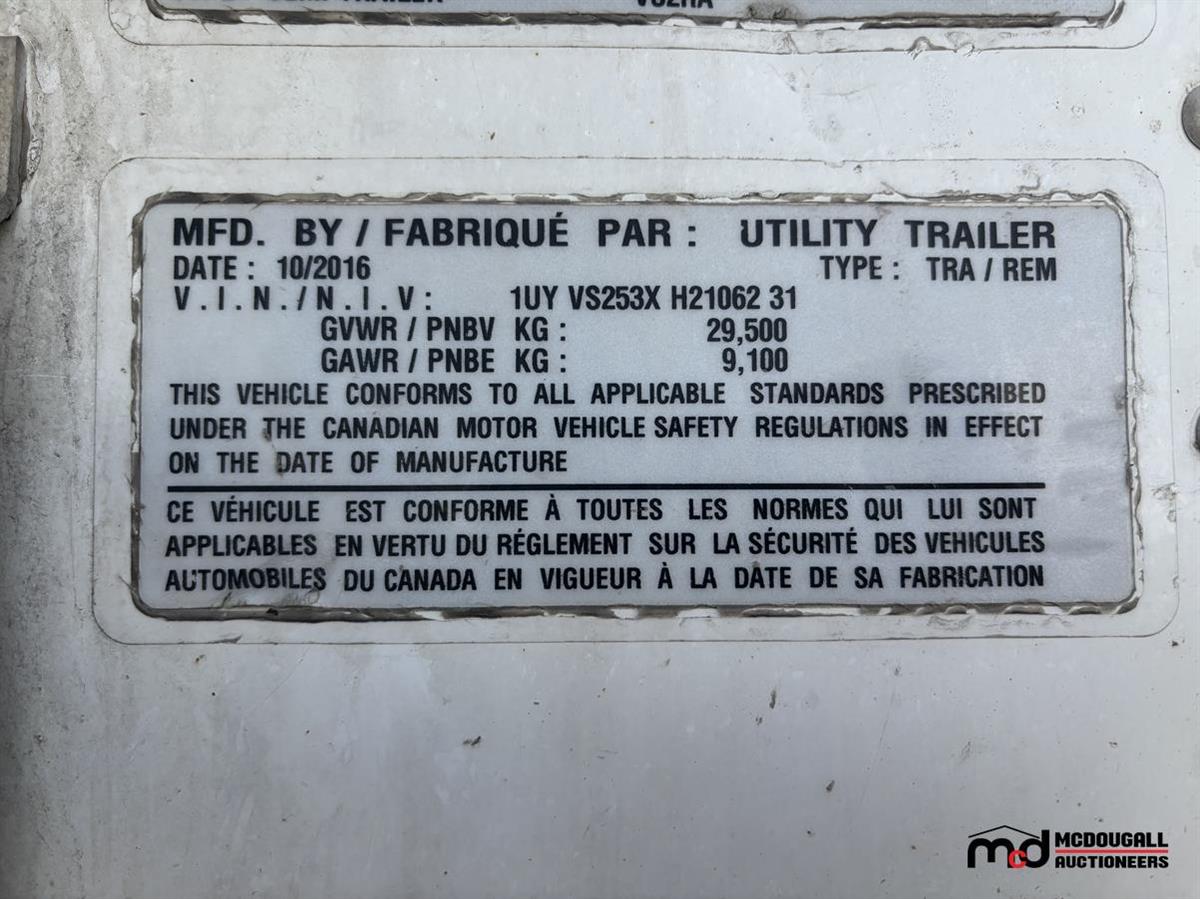 VS2RA
MFD. BY / FABRIQUÉ PAR : UTILITY TRAILER
DATE : 10/2016 TYPE : TRA / REM
V.I.N./N.I.V: 1UY VS253X H21062 31
GVWR / PNBV KG : 29,500
GAWR / PNBE KG : 9,100
THIS VEHICLE CONFORMS TO ALL APPLICABLE STANDARDS PRESCRIBED
UNDER THE CANADIAN MOTOR VEHICLE SAFETY REGULATIONS IN EFFECT
ON THE DATE OF MANUFACTURE
CE VÉHICULE EST CONFORME À TOUTES LES NORMES QUI LUI SONT
APPLICABLES EN VERTU DU RÉGLEMENT SUR LA SÉCURITÉ DES VEHICULES
AUTOMOBILES DU CANADA EN VIGUEUR À LA DATE DE SA FABRICATION
mcd MCDOUGALL
AUCTIONEERS